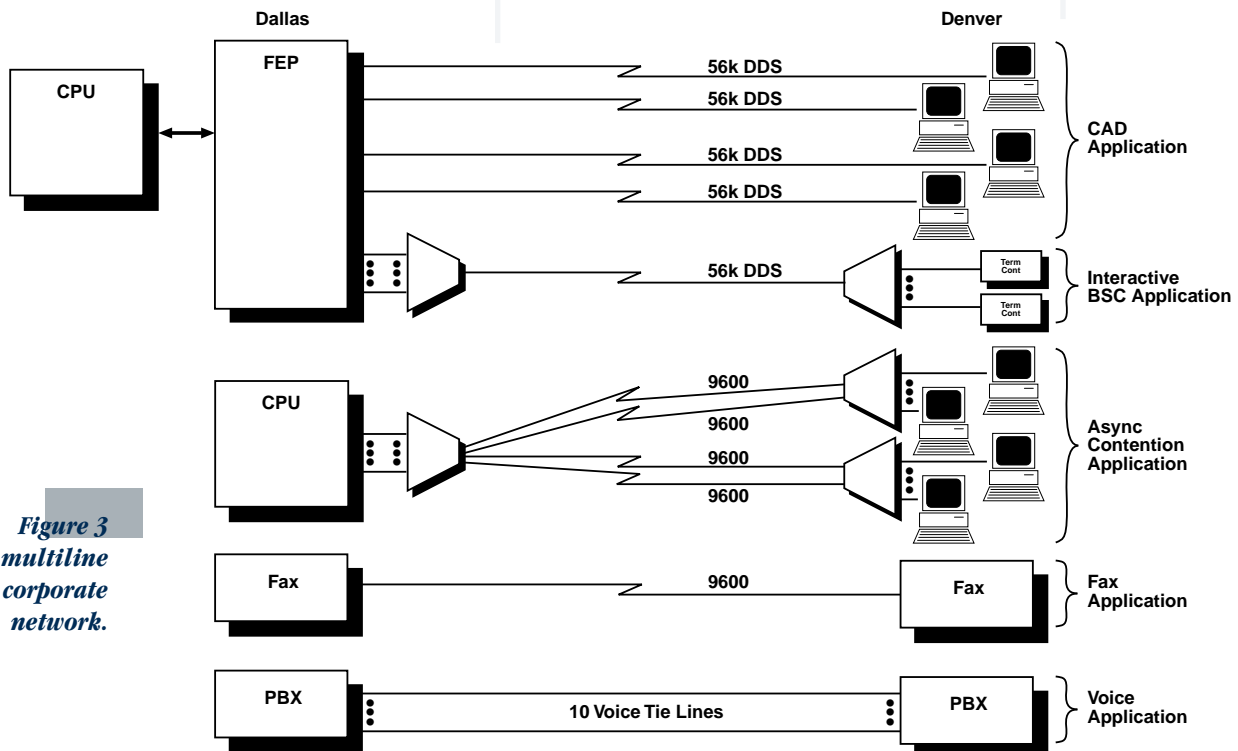 Dallas
Denver
CPU
FEP
56k DDS
56k DDS
56k DDS
56k DDS
CAD
Application
56k DDS
Term
Cont
Term
Cont
Interactive
BSC Application
CPU
9600
9600
9600
9600
Async
Contention
Application
Figure 3
multiline
corporate
network.
Fax
9600
Fax
Fax
Application
PBX
10 Voice Tie Lines
PBX
Voice
Application